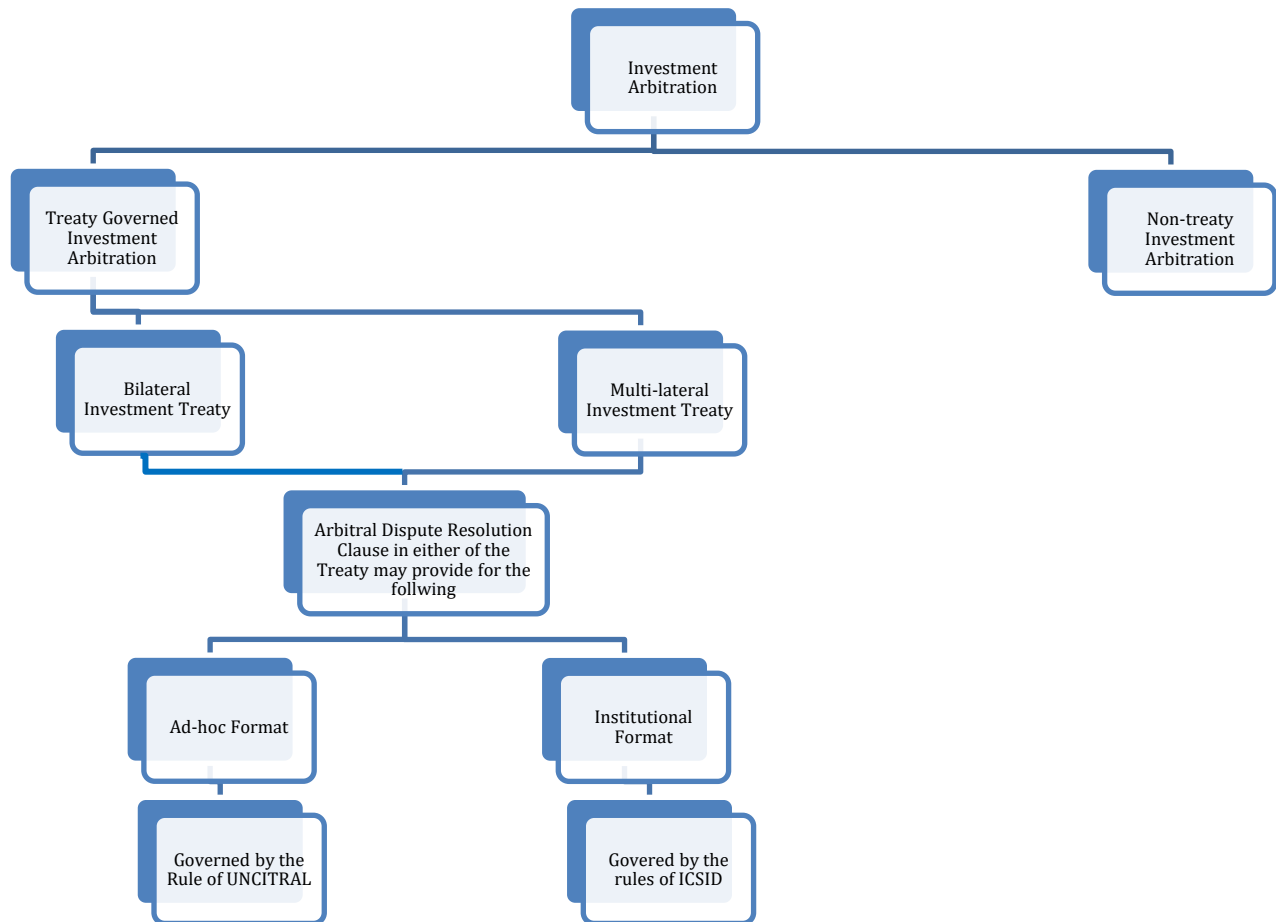 Investment
Arbitration
Treaty Governed
Investment
Arbitration
Non-treaty
Investment
Arbitration
Bilateral
Investment Treaty
Multi-lateral
Investment Treaty
Arbitral Dispute Resolution
Clause in either of the
Treaty may provide for the
follwing
Ad-hoc Format
Institutional
Format
Governed by the
Rule of UNCITRAL
Govered by the
rules of ICSID